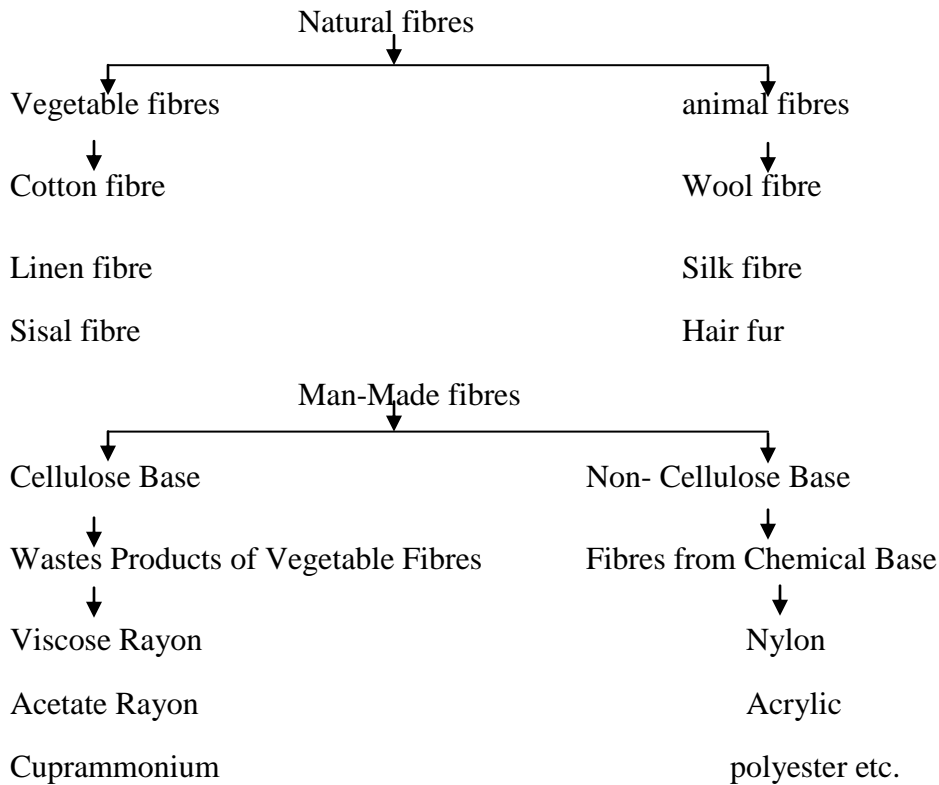 Natural fibres
Vegetable fibres animal fibres
Cotton fibre Wool fibre
Linen fibre Silk fibre
Sisal fibre Hair fur
Man-Made fibres
Cellulose Base Non- Cellulose Base
Wastes Products of Vegetable Fibres Fibres from Chemical Base
Viscose Rayon Nylon
Acetate Rayon Acrylic
Cuprammonium polyester etc.